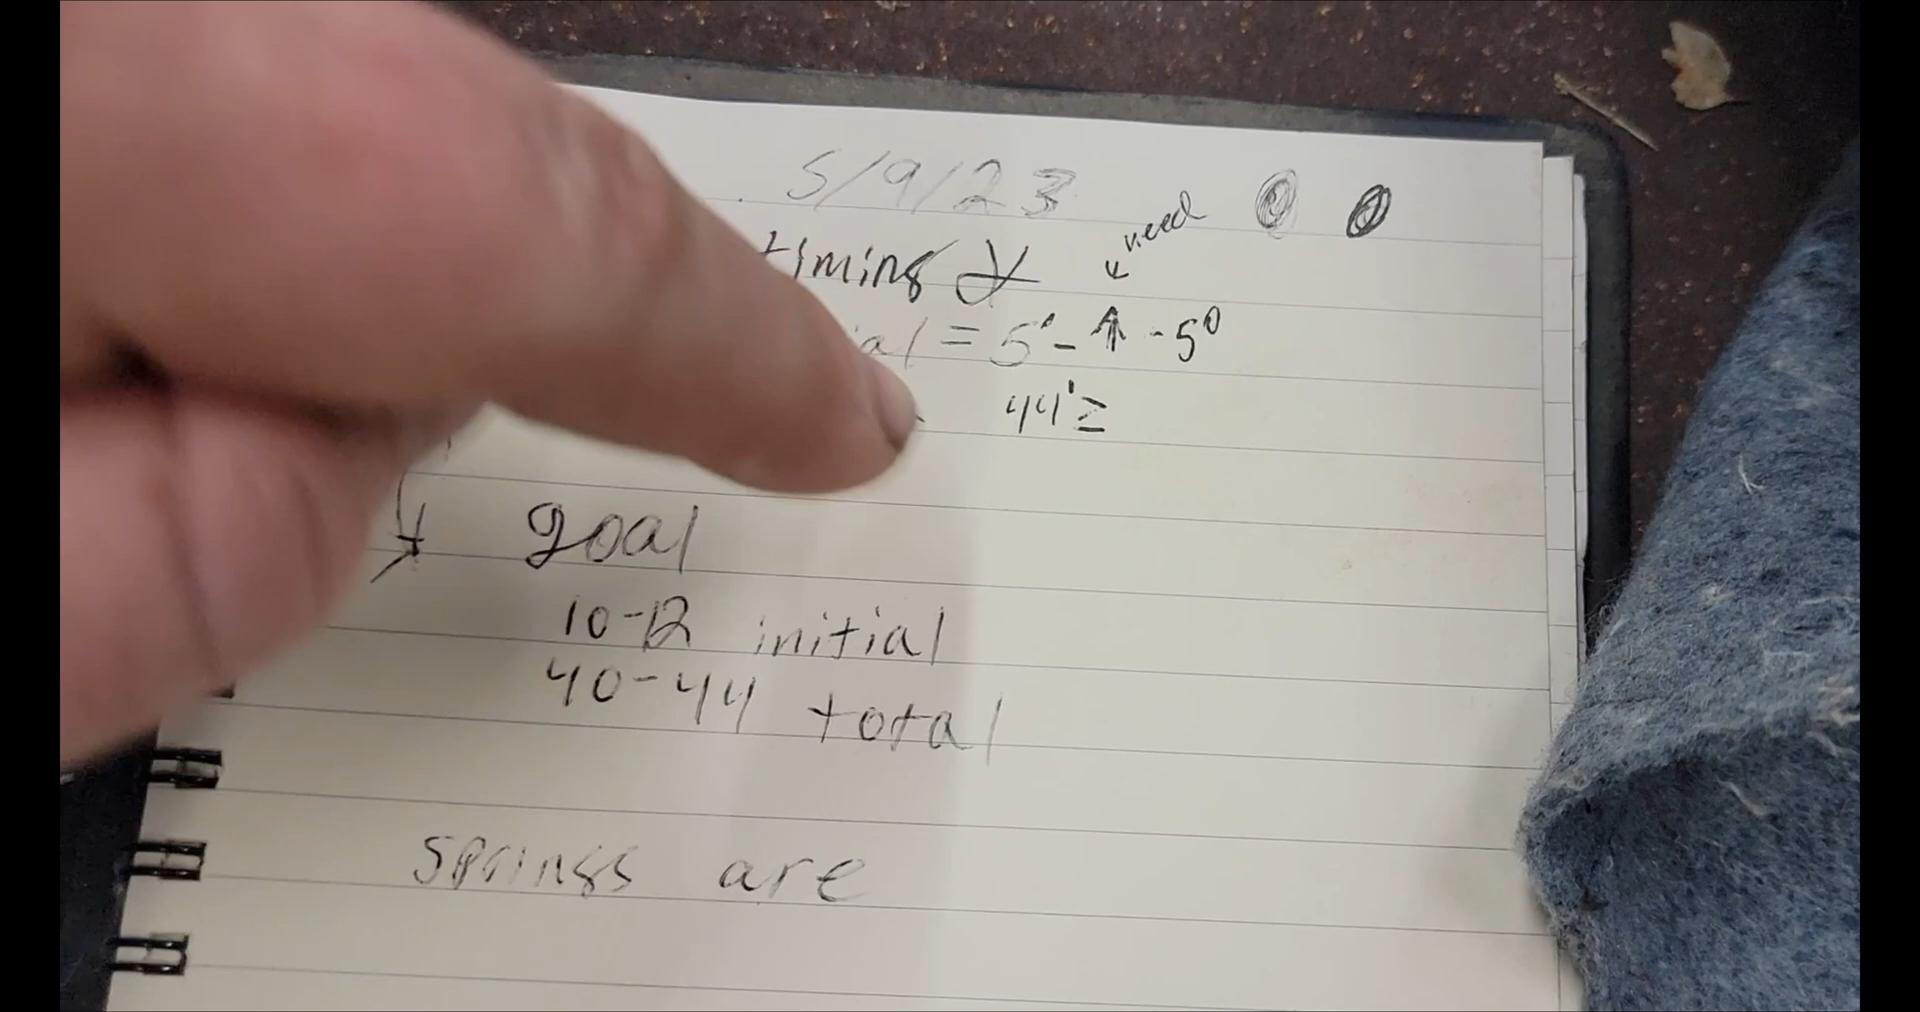 5/9/23
need
timing
al = 5° - ↑ - 5°
44° ≥
goal
10-12 initial
40-44 total
springs are